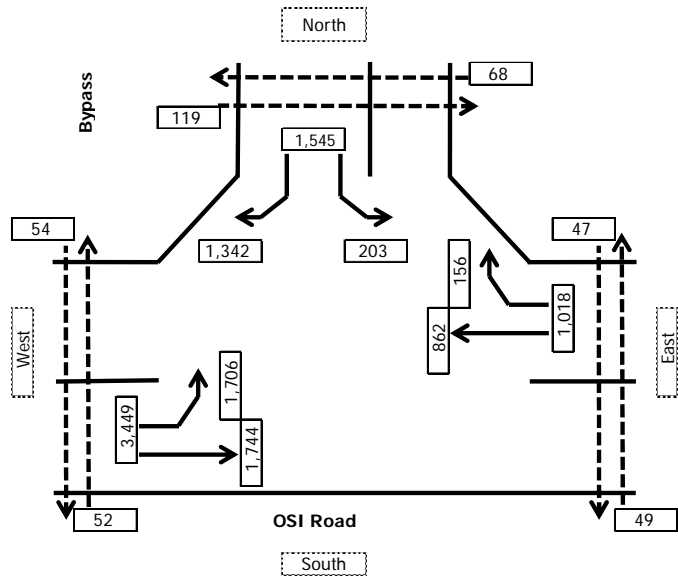 North
68
Bypass
119
1,545
54
47
1,342
203
156
1,018
862
West
East
1,706
3,449
1,744
52
OSI Road
49
South